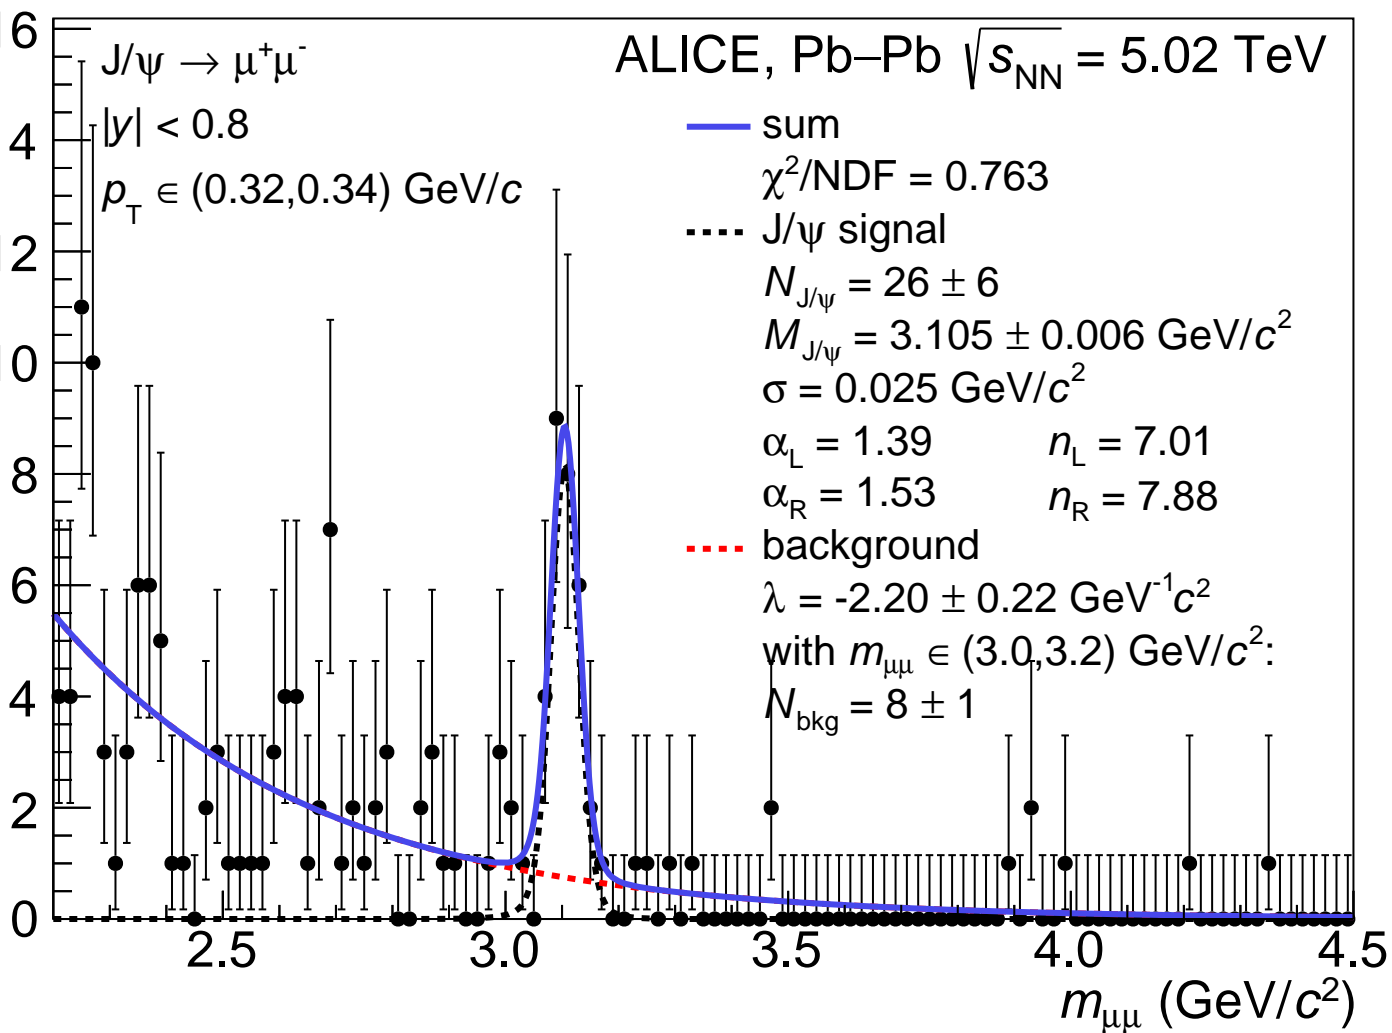 J/ψ → μ⁺μ⁻
|y| < 0.8
p_T ∈ (0.32,0.34) GeV/c
ALICE, Pb–Pb √s_NN = 5.02 TeV
sum
χ²/NDF = 0.763
J/ψ signal
N_J/ψ = 26 ± 6
M_J/ψ = 3.105 ± 0.006 GeV/c²
σ = 0.025 GeV/c²
α_L = 1.39 n_L = 7.01
α_R = 1.53 n_R = 7.88
background
λ = -2.20 ± 0.22 GeV⁻¹c²
with m_μμ ∈ (3.0,3.2) GeV/c²:
N_bkg = 8 ± 1
16
14
12
10
8
6
4
2
0
2.5 3.0 3.5 4.0 4.5
m_μμ (GeV/c²)